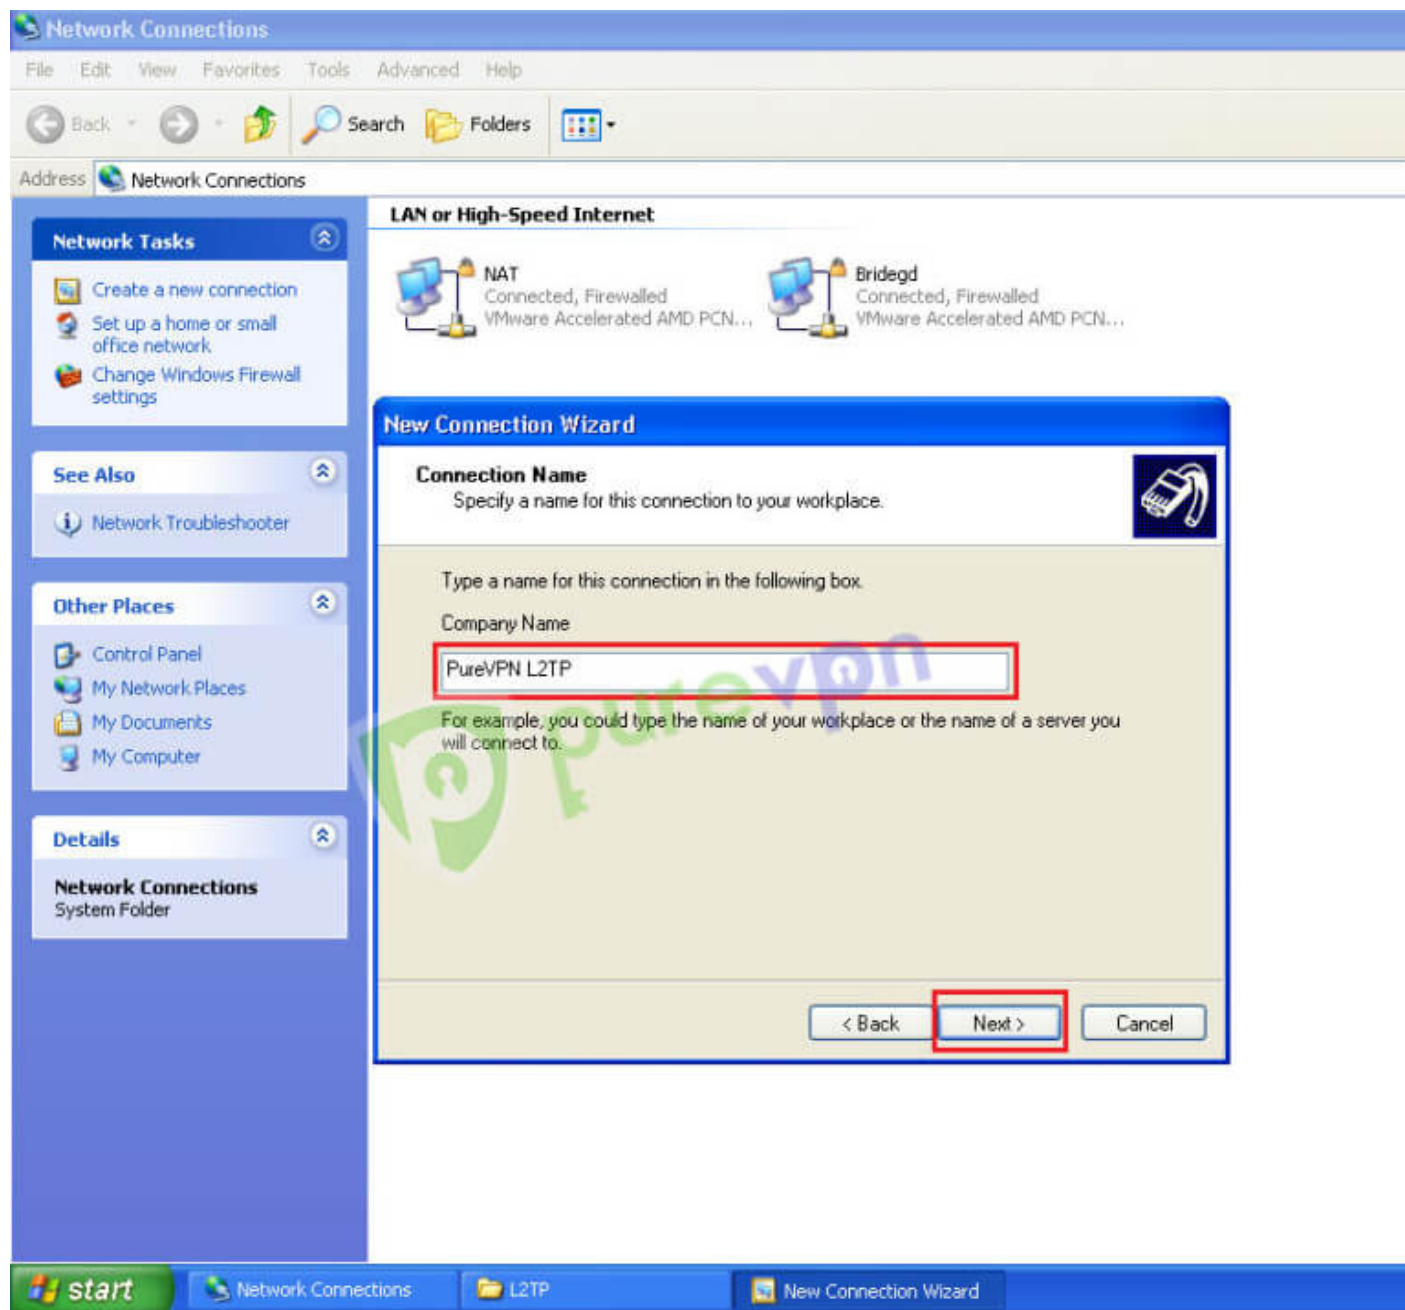 Network Connections
File Edit View Favorites Tools Advanced Help
Back Search Folders
Address Network Connections
Network Tasks
Create a new connection
Set up a home or small
office network
Change Windows Firewall
settings
See Also
Network Troubleshooter
Other Places
Control Panel
My Network Places
My Documents
My Computer
Details
Network Connections
System Folder
LAN or High-Speed Internet
NAT
Connected, Firewalled
VMware Accelerated AMD PCN...
Bridegd
Connected, Firewalled
VMware Accelerated AMD PCN...
New Connection Wizard
Connection Name
Specify a name for this connection to your workplace.
Type a name for this connection in the following box.
Company Name
PureVPN L2TP
purevpn
For example, you could type the name of your workplace or the name of a server you
will connect to.
< Back Next > Cancel
start Network Connections L2TP New Connection Wizard